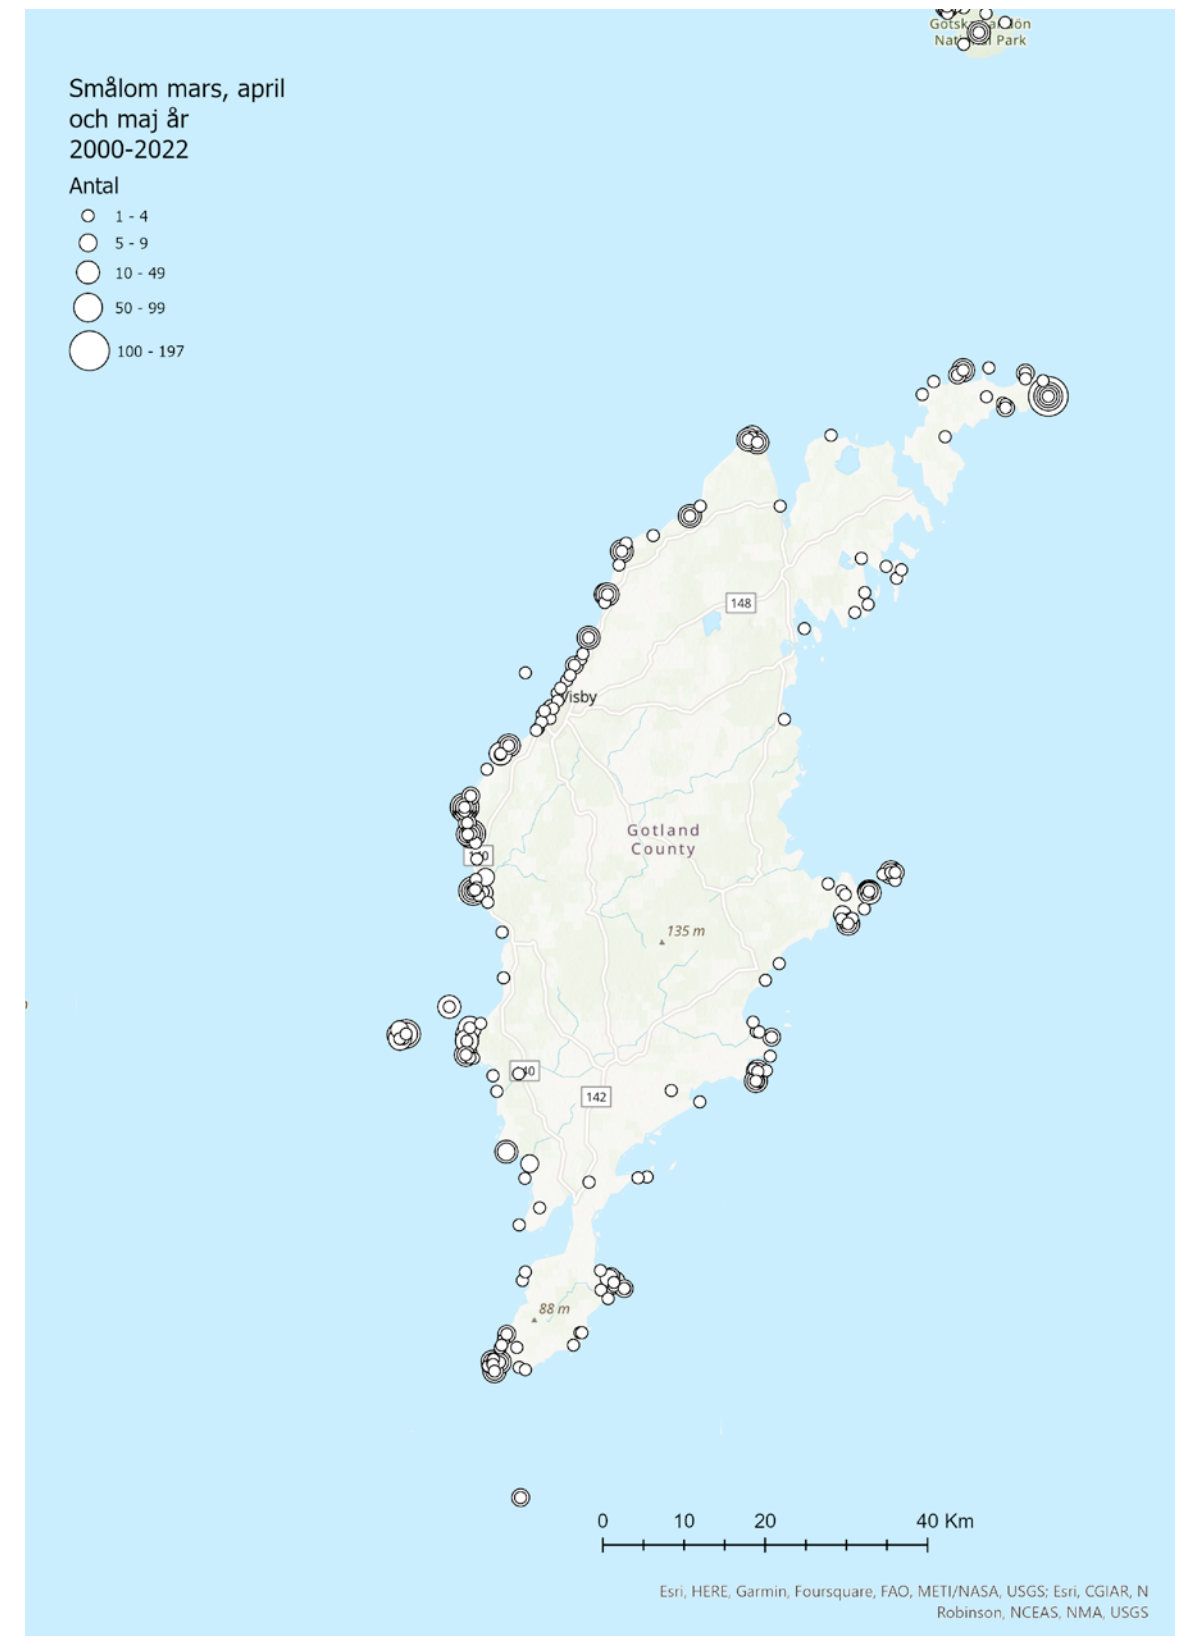 Smålom mars, april
och maj år
2000-2022
Antal
1 - 4
5 - 9
10 - 49
50 - 99
100 - 197
National Park
148
Visby
Gotland
County
135 m
142
88 m
0 10 20 40 Km
Esri, HERE, Garmin, Foursquare, FAO, METI/NASA, USGS; Esri, CGIAR, N
Robinson, NCEAS, NMA, USGS